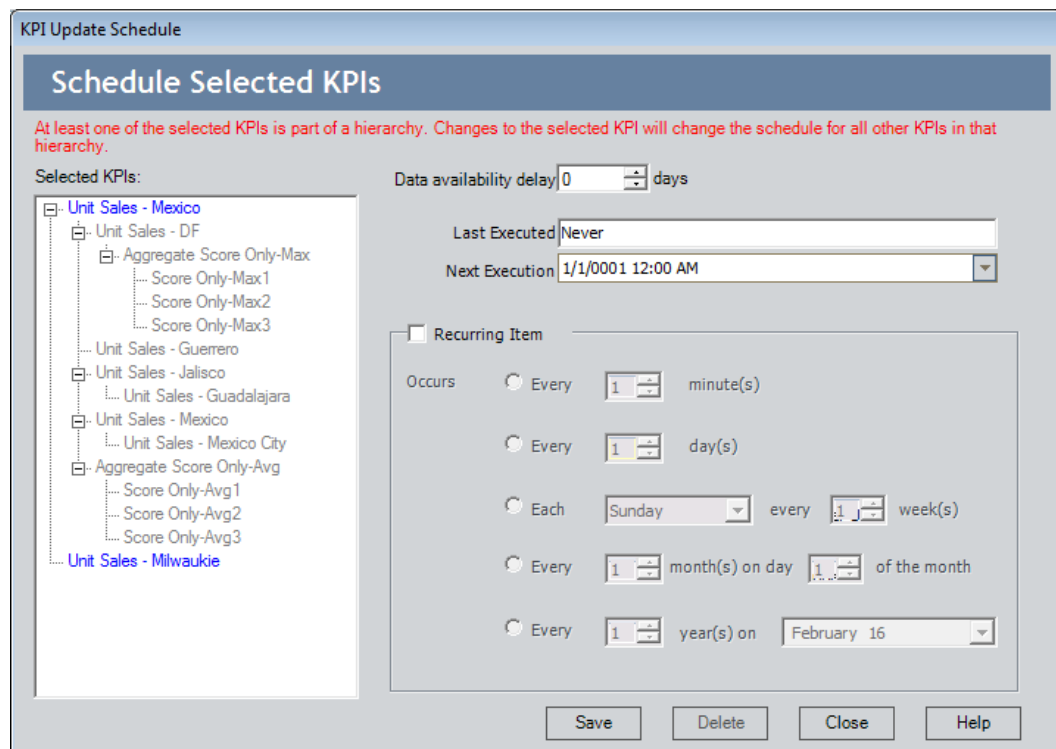 KPI Update Schedule
Schedule Selected KPIs
At least one of the selected KPIs is part of a hierarchy. Changes to the selected KPI will change the schedule for all other KPIs in that
hierarchy.
Selected KPIs:
Unit Sales - Mexico
Unit Sales - DF
Aggregate Score Only-Max
Score Only-Max1
Score Only-Max2
Score Only-Max3
Unit Sales - Guerrero
Unit Sales - Jalisco
Unit Sales - Guadalajara
Unit Sales - Mexico
Unit Sales - Mexico City
Aggregate Score Only-Avg
Score Only-Avg1
Score Only-Avg2
Score Only-Avg3
Unit Sales - Milwaukie
Data availability delay 0 days
Last Executed Never
Next Execution 1/1/0001 12:00 AM
Recurring Item
Occurs Every 1 minute(s)
Every 1 day(s)
Each Sunday every 1 week(s)
Every 1 month(s) on day 1 of the month
Every 1 year(s) on February 16
Save Delete Close Help